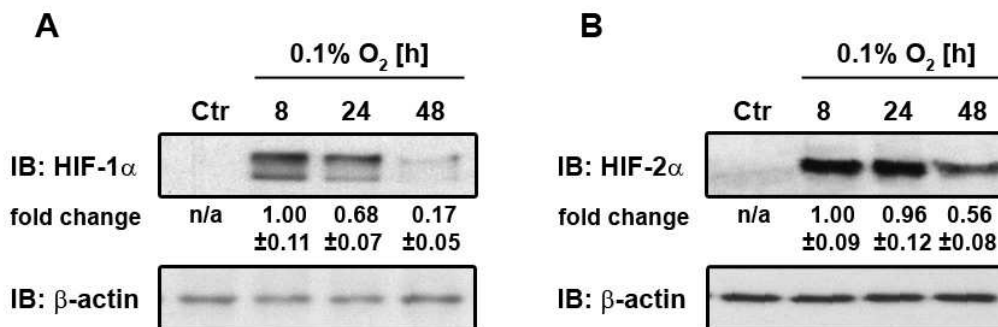 A
0.1% O₂ [h]
Ctr 8 24 48
IB: HIF-1α
fold change n/a 1.00 0.68 0.17
±0.11 ±0.07 ±0.05
IB: β-actin
B
0.1% O₂ [h]
Ctr 8 24 48
IB: HIF-2α
fold change n/a 1.00 0.96 0.56
±0.09 ±0.12 ±0.08
IB: β-actin